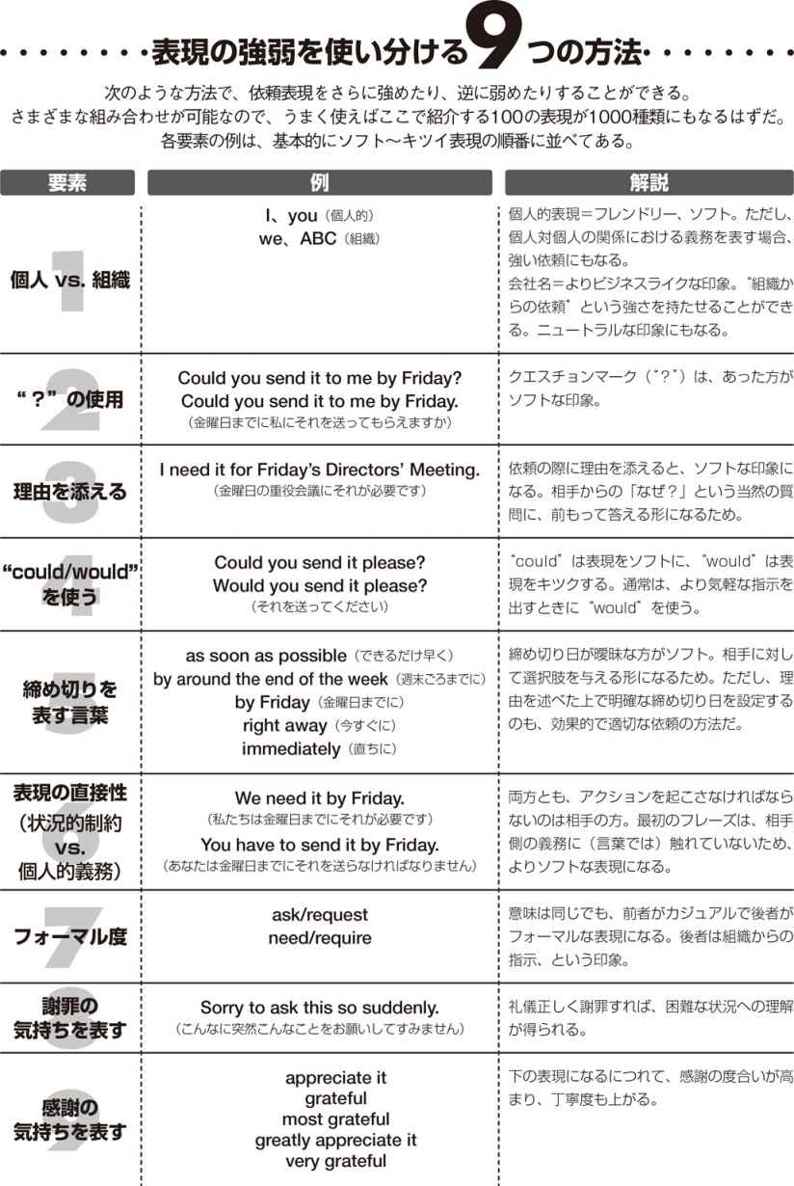 表現の強弱を使い分ける9つの方法
次のような方法で、依頼表現をさらに強めたり、逆に弱めたりすることができる。
さまざまな組み合わせが可能なので、うまく使えばここで紹介する100の表現が1000種類にもなるはずだ。
各要素の例は、基本的にソフト～キツイ表現の順番に並べてある。
要素
例
解説
1
個人 vs. 組織
I、you（個人的）
we、ABC（組織）
個人的表現＝フレンドリー、ソフト。ただし、
個人対個人の関係における義務を表す場合、
強い依頼にもなる。
会社名＝よりビジネスライクな印象。“組織か
らの依頼” という強さを持たせることができ
る。ニュートラルな印象にもなる。
2
“？” の使用
Could you send it to me by Friday?
Could you send it to me by Friday.
（金曜日までに私にそれを送ってもらえますか）
クエスチョンマーク（“？”）は、あった方が
ソフトな印象。
3
理由を添える
I need it for Friday's Directors' Meeting.
（金曜日の重役会議にそれが必要です）
依頼の際に理由を添えると、ソフトな印象に
なる。相手からの「なぜ？」という当然の質
問に、前もって答える形になるため。
4
“could/would”
を使う
Could you send it please?
Would you send it please?
（それを送ってください）
“could” は表現をソフトに、“would” は表
現をキツクする。通常は、より気軽な指示を
出すときに “would” を使う。
5
締め切りを
表す言葉
as soon as possible（できるだけ早く）
by around the end of the week（週末ごろまでに）
by Friday（金曜日までに）
right away（今すぐに）
immediately（直ちに）
締め切り日が曖昧な方がソフト。相手に対し
て選択肢を与える形になるため。ただし、理
由を述べた上で明確な締め切り日を設定する
のも、効果的で適切な依頼の方法だ。
6
表現の直接性
（状況的制約
vs.
個人的義務）
We need it by Friday.
（私たちは金曜日までにそれが必要です）
You have to send it by Friday.
（あなたは金曜日までにそれを送らなければなりません）
両方とも、アクションを起こさなければなら
ないのは相手の方。最初のフレーズは、相手
側の義務に（言葉では）触れていないため、
よりソフトな表現になる。
7
フォーマル度
ask/request
need/require
意味は同じでも、前者がカジュアルで後者が
フォーマルな表現になる。後者は組織からの
指示、という印象。
8
謝罪の
気持ちを表す
Sorry to ask this so suddenly.
（こんなに突然こんなことをお願いしてすみません）
礼儀正しく謝罪すれば、困難な状況への理解
が得られる。
9
感謝の
気持ちを表す
appreciate it
grateful
most grateful
greatly appreciate it
very grateful
下の表現になるにつれて、感謝の度合いが高
まり、丁寧度も上がる。